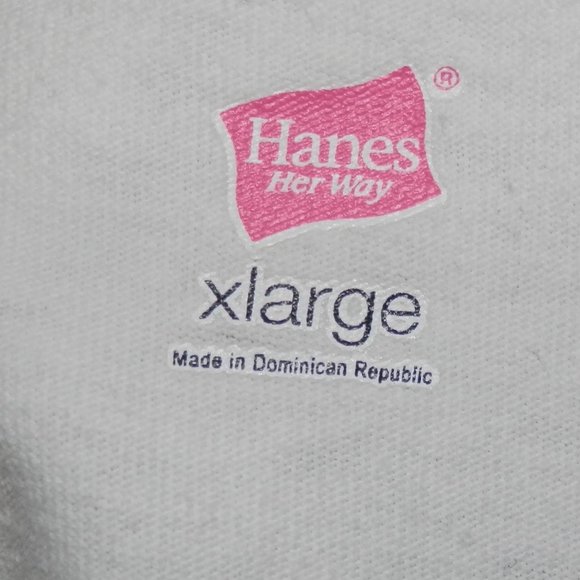 ®
Hanes
Her Way
xlarge
Made in Dominican Republic